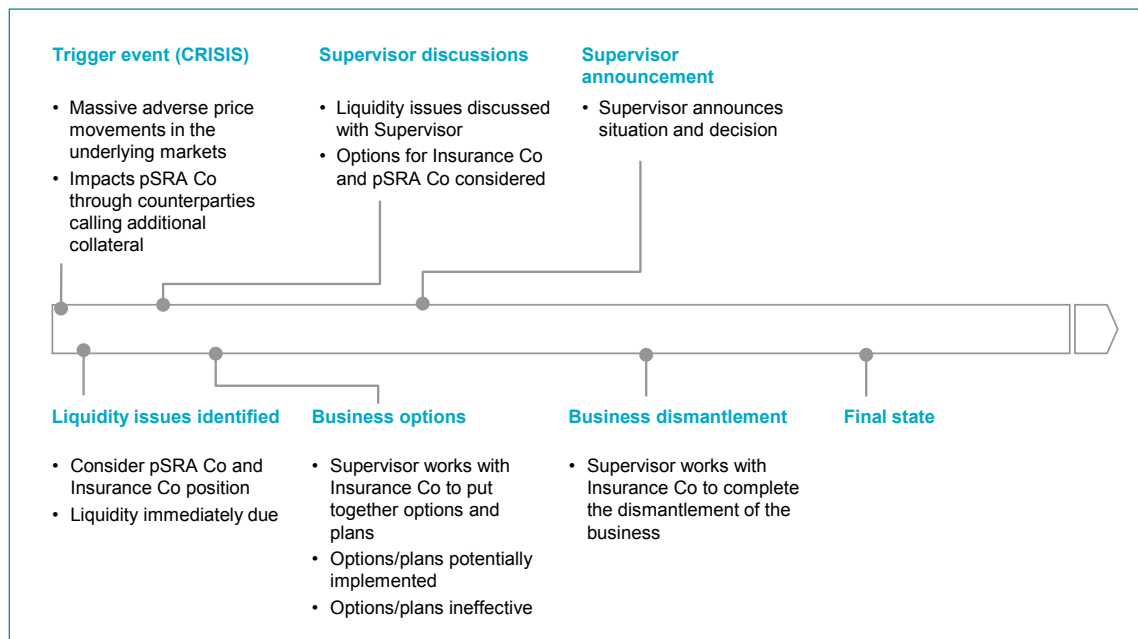 Trigger event (CRISIS)
• Massive adverse price
movements in the
underlying markets
• Impacts pSRA Co
through counterparties
calling additional
collateral
Supervisor discussions
• Liquidity issues discussed
with Supervisor
• Options for Insurance Co
and pSRA Co considered
Supervisor
announcement
• Supervisor announces
situation and decision
Liquidity issues identified
• Consider pSRA Co and
Insurance Co position
• Liquidity immediately due
Business options
• Supervisor works with
Insurance Co to put
together options and
plans
• Options/plans potentially
implemented
• Options/plans ineffective
Business dismantlement
• Supervisor works with
Insurance Co to complete
the dismantlement of the
business
Final state